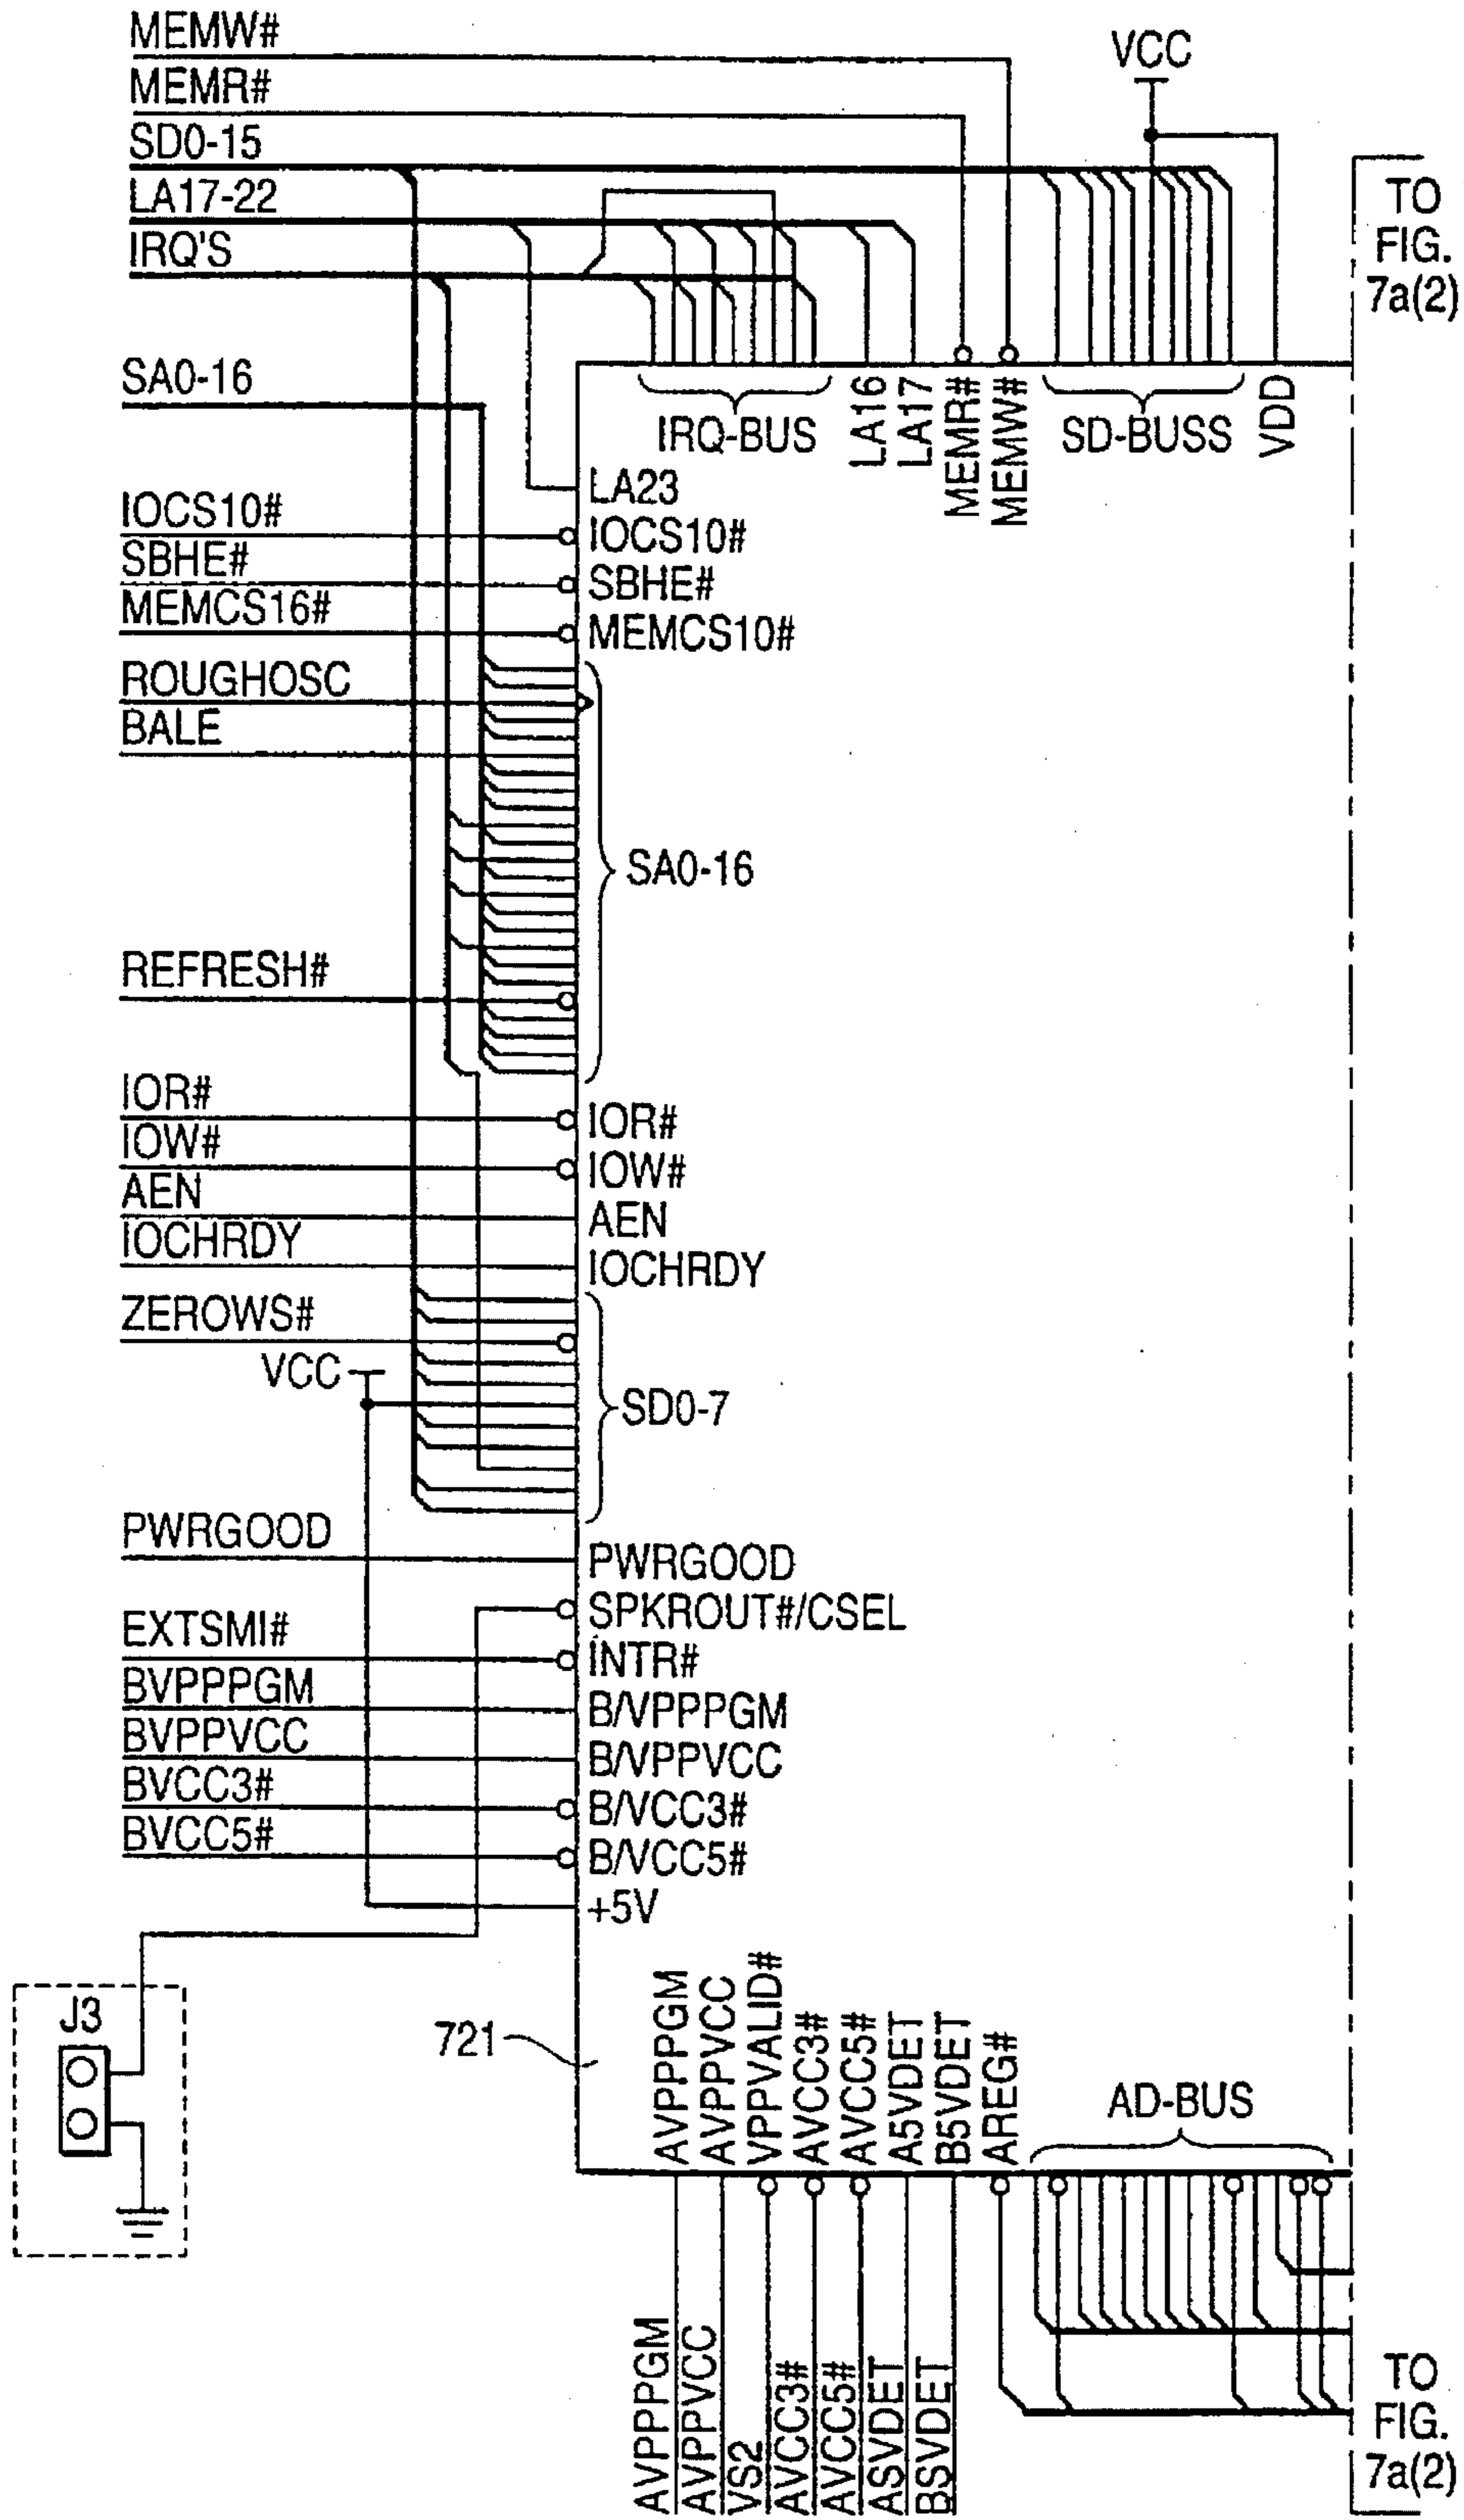 MEMW#
VCC
MEMR#
SD0-15
LA17-22
TO
FIG.
7a(2)
IRQ'S
SA0-16
IRQ-BUS
LA16
LA17
MEMR#
MEMW#
SD-BUSS
VDD
LA23
IOCS10#
IOCS10#
SBHE#
SBHE#
MEMCS16#
MEMCS10#
ROUGHOSC
BALE
SA0-16
REFRESH#
IOR#
IOR#
IOW#
IOW#
AEN
AEN
IOCHRDY
IOCHRDY
ZEROWS#
VCC
SD0-7
PWRGOOD
PWRGOOD
SPKROUT#/CSEL
EXTSMI#
INTR#
BVPPPGM
B/VPPPGM
BVPPVCC
B/VPPVCC
BVCC3#
B/VCC3#
BVCC5#
B/VCC5#
+5V
J3
721
AVPPPGM
AVPPVCC
VPPVALID#
AVCC3#
AVCC5#
A5VDET
B5VDET
AREG#
AD-BUS
AVPPPGM
AVPPVCC
VS2
AVCC3#
AVCC5#
ASVDET
BSVDET
TO
FIG.
7a(2)